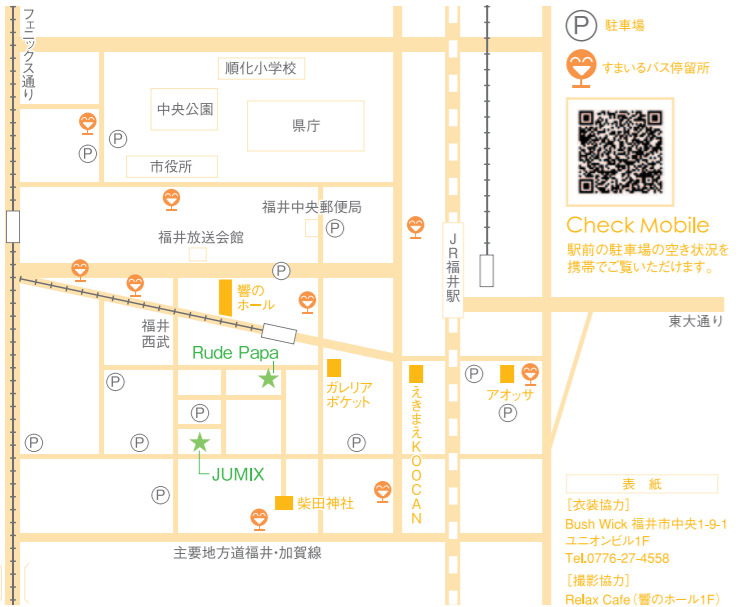 フェニックス通り
順化小学校
中央公園
県庁
市役所
P
P
福井中央郵便局
P
福井放送会館
P
響の
ホール
福井
西武
Rude Papa
ガレリア
ポケット
P
P
JUMIX
P
P
P
P
柴田神社
えきまえKOOCAN
JR福井駅
アオッサ
P
P
東大通り
主要地方道福井・加賀線
P 駐車場
すまいるバス停留所
Check Mobile
駅前の駐車場の空き状況を
携帯でご覧いただけます。
表 紙
[衣装協力]
Bush Wick 福井市中央1-9-1
ユニオンビル1F
Tel.0776-27-4558
[撮影協力]
Relax Cafe（響のホール1F）